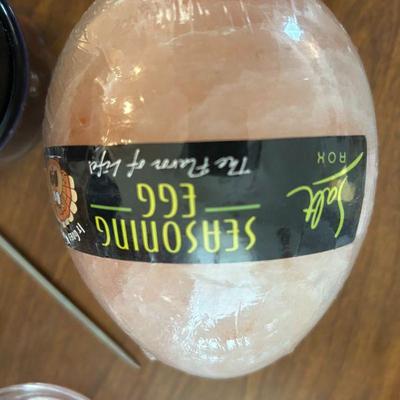 Salt
ROX
SEASONING
EGG
The Flavor of Life!